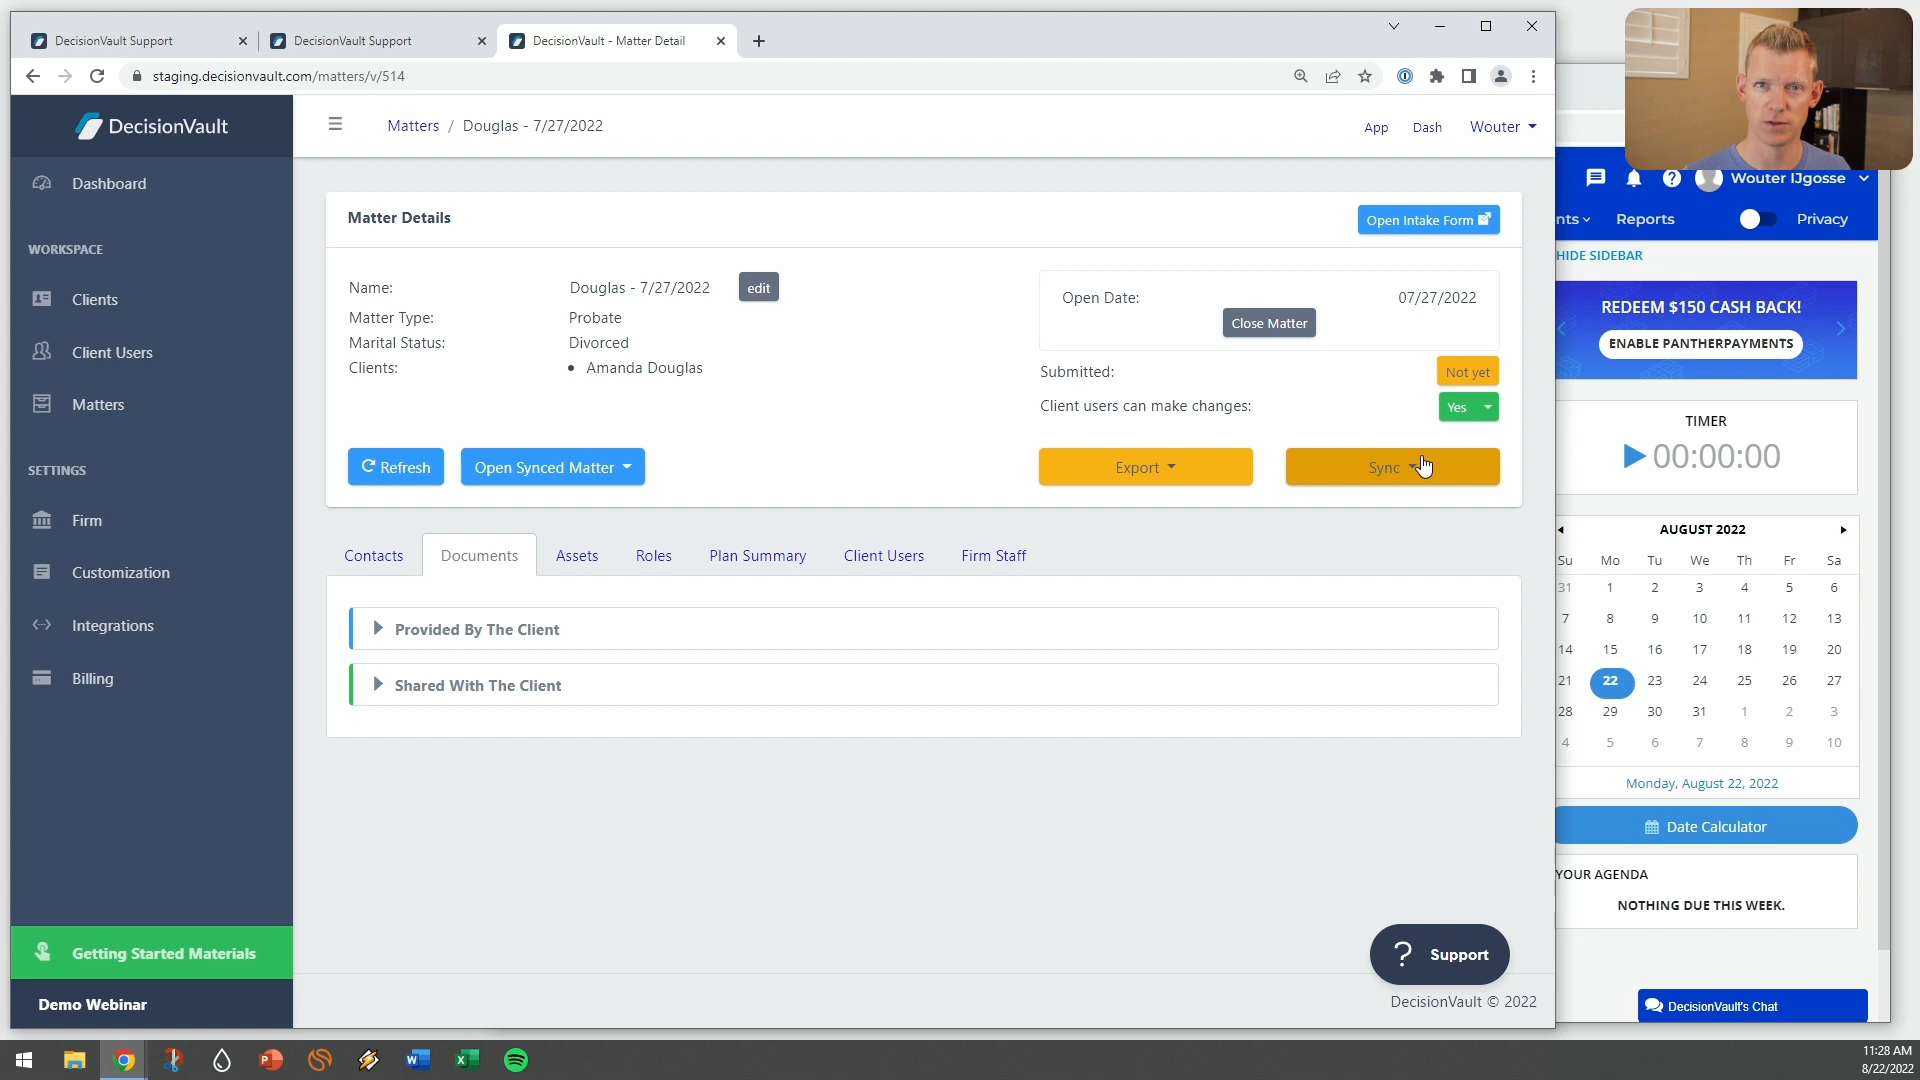 DecisionVault Support
DecisionVault Support
DecisionVault - Matter Detail
staging.decisionvault.com/matters/v/514
DecisionVault
Dashboard
WORKSPACE
Clients
Client Users
Matters
SETTINGS
Firm
Customization
Integrations
Billing
Getting Started Materials
Demo Webinar
Matters / Douglas - 7/27/2022
App
Dash
Wouter
Matter Details
Open Intake Form
Name: Douglas - 7/27/2022 edit
Matter Type: Probate
Marital Status: Divorced
Clients: • Amanda Douglas
Open Date: 07/27/2022
Close Matter
Submitted: Not yet
Client users can make changes: Yes
Refresh
Open Synced Matter
Export
Sync
Contacts
Documents
Assets
Roles
Plan Summary
Client Users
Firm Staff
Provided By The Client
Shared With The Client
? Support
DecisionVault © 2022
Wouter IJgosse
nts
Reports
Privacy
HIDE SIDEBAR
REDEEM $150 CASH BACK!
ENABLE PANTHERPAYMENTS
TIMER
00:00:00
AUGUST 2022
Su Mo Tu We Th Fr Sa
31 1 2 3 4 5 6
7 8 9 10 11 12 13
14 15 16 17 18 19 20
21 22 23 24 25 26 27
28 29 30 31 1 2 3
4 5 6 7 8 9 10
Monday, August 22, 2022
Date Calculator
YOUR AGENDA
NOTHING DUE THIS WEEK.
DecisionVault's Chat
11:28 AM
8/22/2022